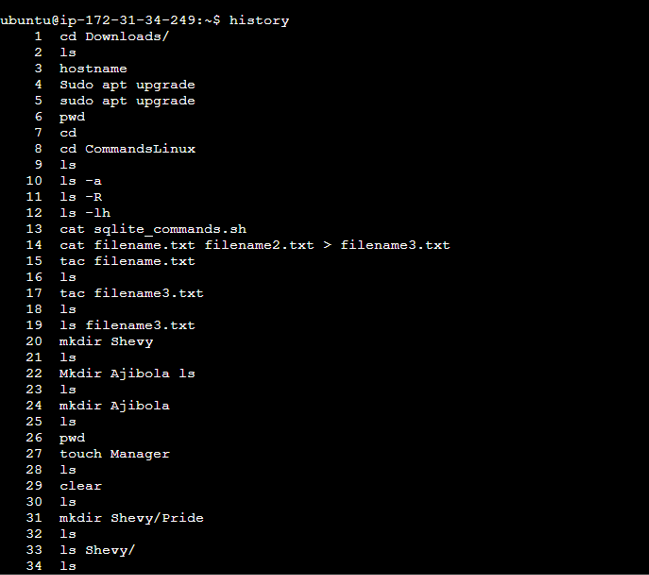 ubuntu@ip-172-31-34-249:~$ history
1 cd Downloads/
2 ls
3 hostname
4 Sudo apt upgrade
5 sudo apt upgrade
6 pwd
7 cd
8 cd CommandsLinux
9 ls
10 ls -a
11 ls -R
12 ls -lh
13 cat sqlite_commands.sh
14 cat filename.txt filename2.txt > filename3.txt
15 tac filename.txt
16 ls
17 tac filename3.txt
18 ls
19 ls filename3.txt
20 mkdir Shevy
21 ls
22 Mkdir Ajibola ls
23 ls
24 mkdir Ajibola
25 ls
26 pwd
27 touch Manager
28 ls
29 clear
30 ls
31 mkdir Shevy/Pride
32 ls
33 ls Shevy/
34 ls